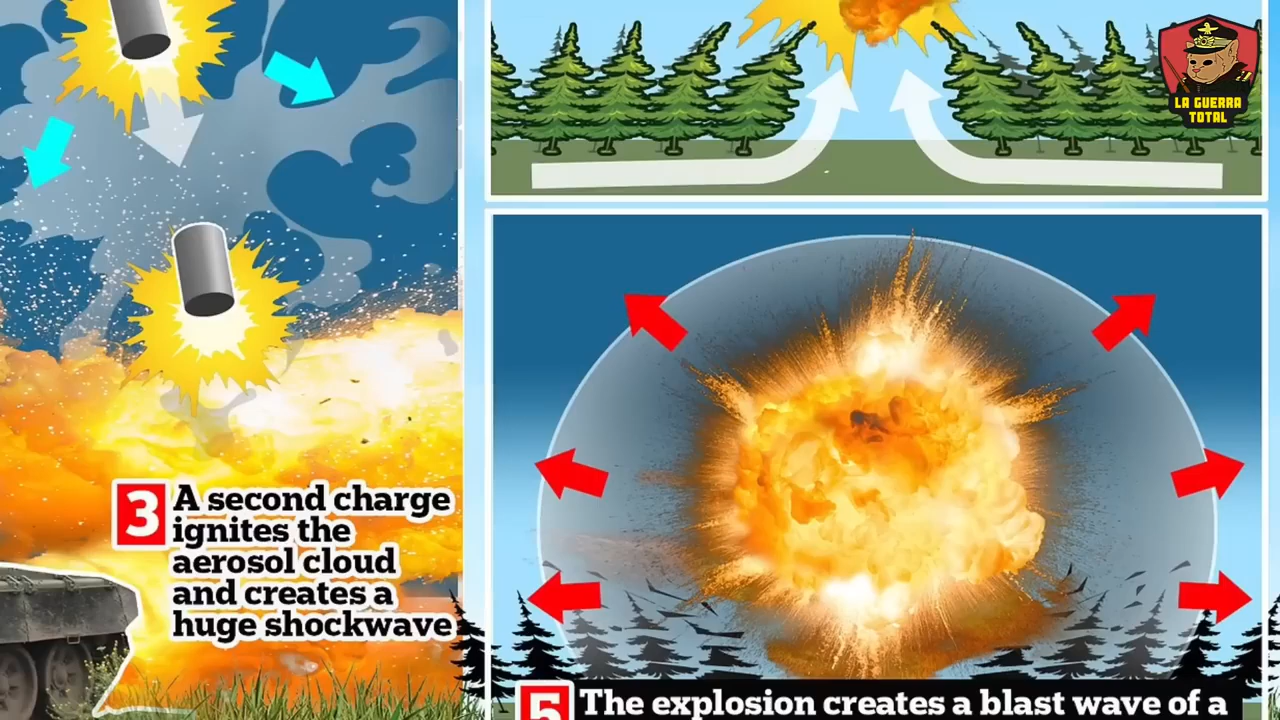 LA GUERRA
TOTAL
3
A second charge
ignites the
aerosol cloud
and creates a
huge shockwave
5 The explosion creates a blast wave of a